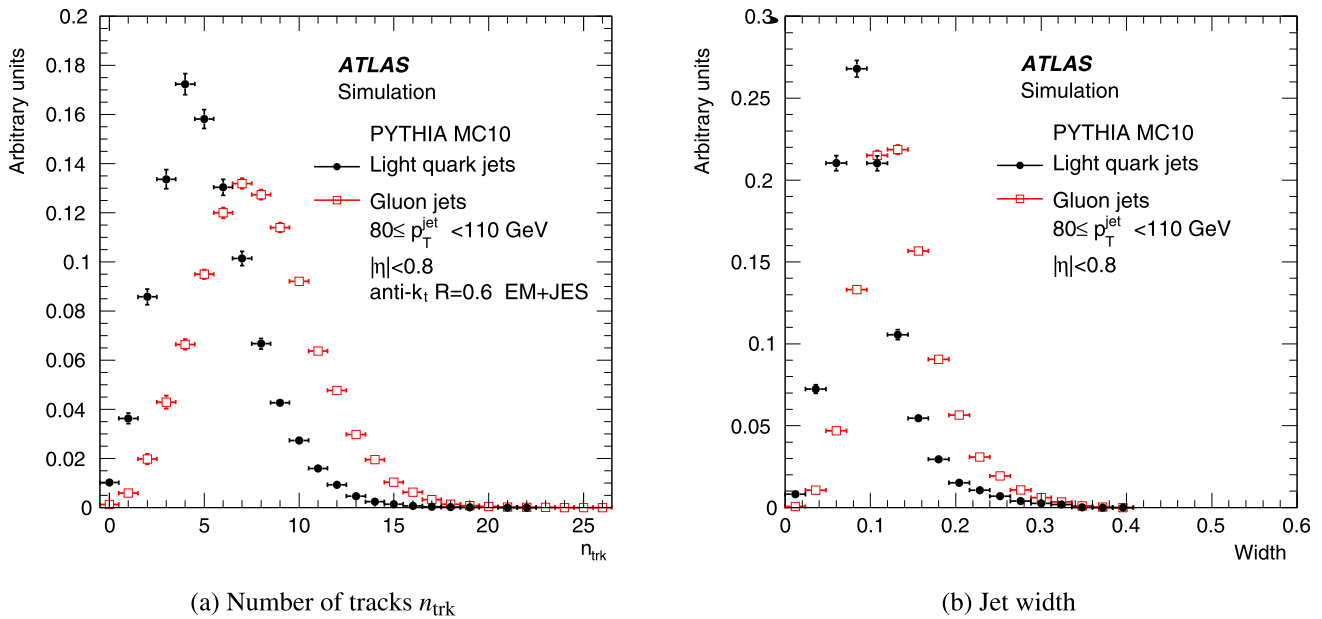 Arbitrary units
0.2
0.18
0.16
0.14
0.12
0.1
0.08
0.06
0.04
0.02
0
0 5 10 15 20 25
n_trk
ATLAS
Simulation
PYTHIA MC10
Light quark jets
Gluon jets
80≤ p_T^jet <110 GeV
|η|<0.8
anti-k_t R=0.6 EM+JES
(a) Number of tracks n_trk
Arbitrary units
0.3
0.25
0.2
0.15
0.1
0.05
0
0 0.1 0.2 0.3 0.4 0.5 0.6
Width
ATLAS
Simulation
PYTHIA MC10
Light quark jets
Gluon jets
80≤ p_T^jet <110 GeV
|η|<0.8
(b) Jet width